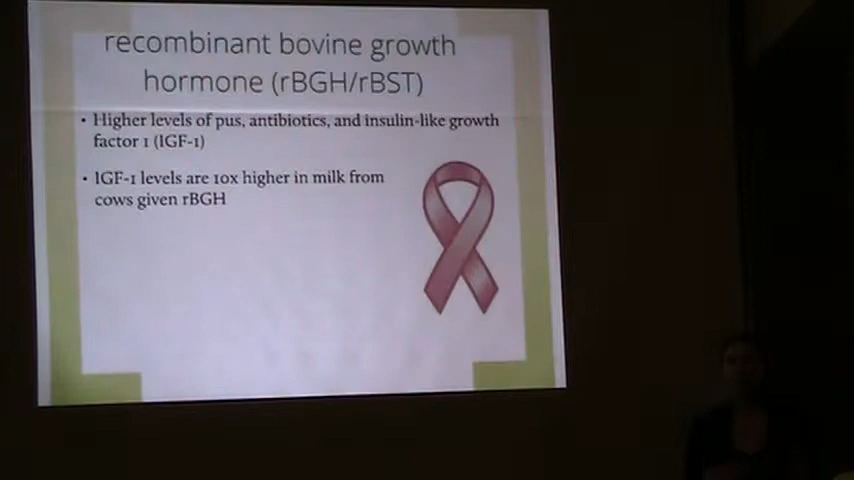 recombinant bovine growth
hormone (rBGH/rBST)
• Higher levels of pus, antibiotics, and insulin-like growth
factor 1 (IGF-1)
• IGF-1 levels are 10x higher in milk from
cows given rBGH